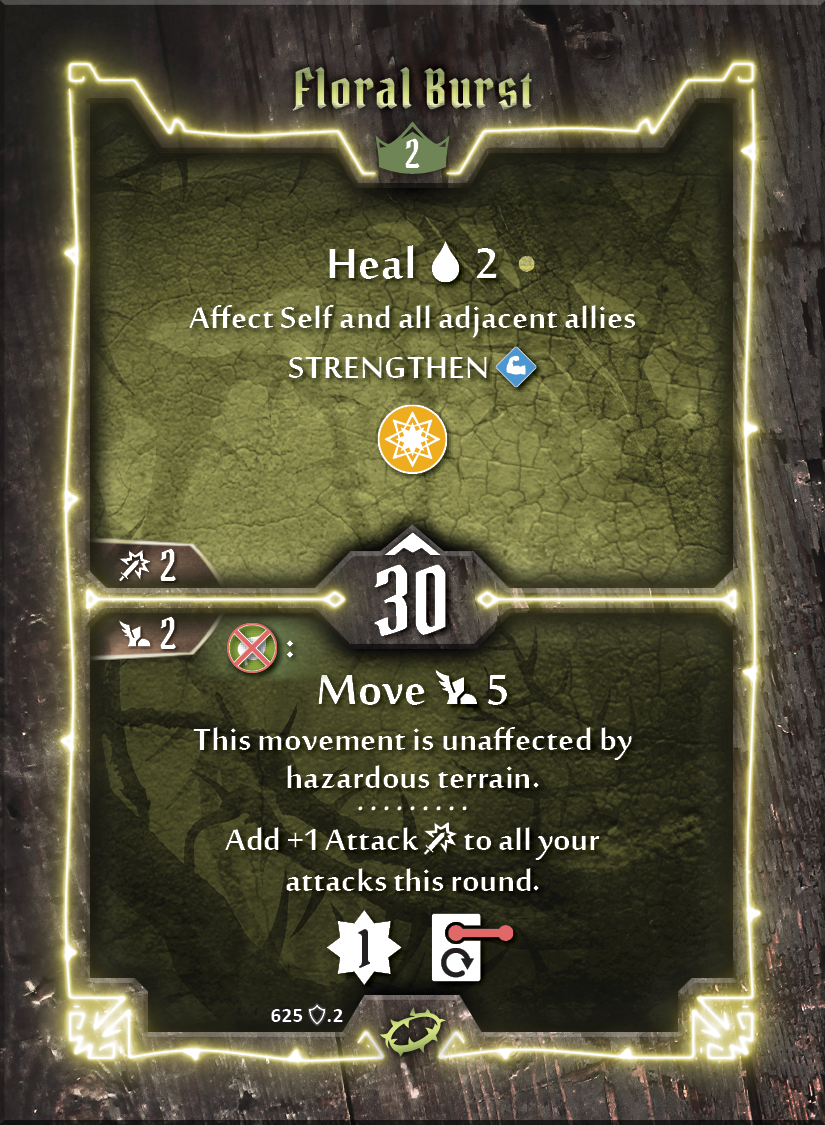 Floral Burst
2
Heal 2
Affect Self and all adjacent allies
STRENGTHEN
2
30
2
:
Move 5
This movement is unaffected by
hazardous terrain.
Add +1 Attack to all your
attacks this round.
1
625 .2